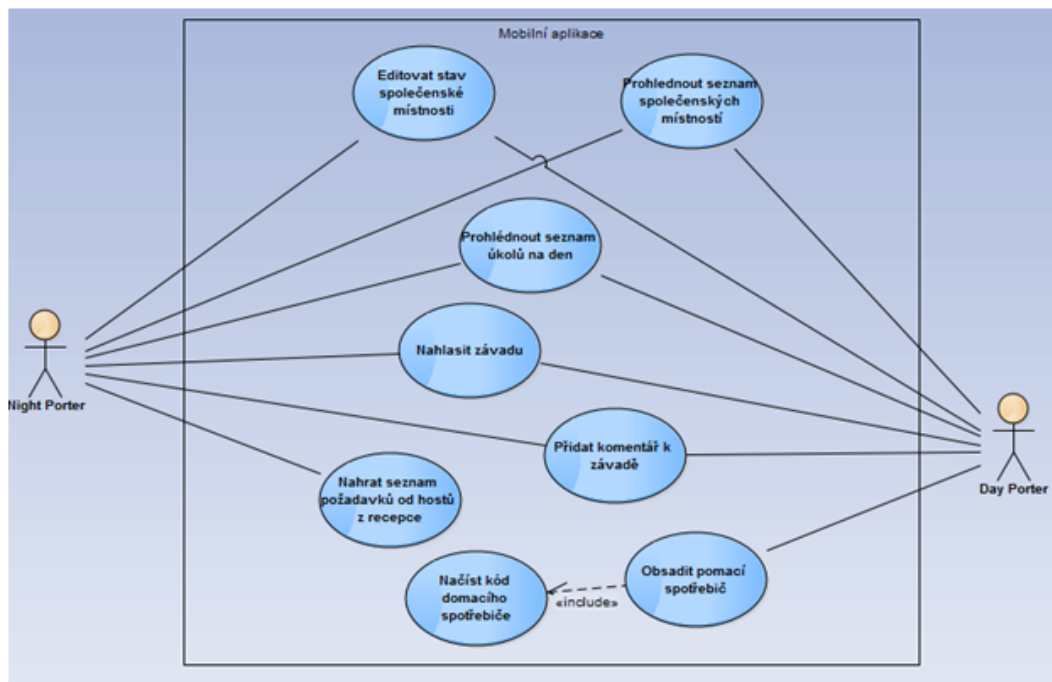 Mobilní aplikace
Editovat stav
společenské
místnosti
Prohlednout seznam
společenských
místností
Prohlédnout seznam
úkolů na den
Nahlasit závadu
Night Porter
Přidat komentář k
závadě
Day Porter
Nahrat seznam
požadavků od hostů
z recepce
Načíst kód
domacího
spotřebiče
«include»
Obsadit pomací
spotřebič